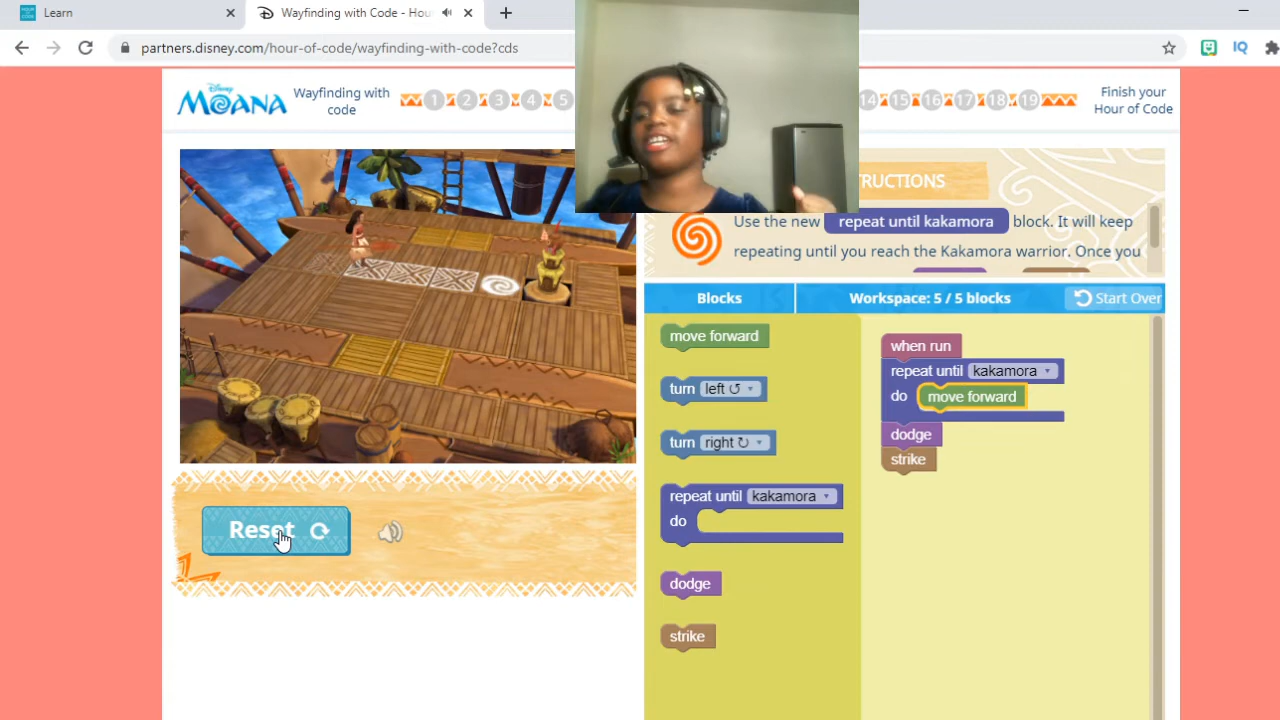 Learn
Wayfinding with Code - Hou
partners.disney.com/hour-of-code/wayfinding-with-code?cds
IQ
Disney
MOANA
Wayfinding with
code
1 2 3 4 5
14 15 16 17 18 19
Finish your
Hour of Code
RUCTIONS
Use the new repeat until kakamora block. It will keep
repeating until you reach the Kakamora warrior. Once you
Blocks
Workspace: 5 / 5 blocks
Start Over
move forward
turn left
turn right
repeat until kakamora
do
dodge
strike
when run
repeat until kakamora
do move forward
dodge
strike
Reset